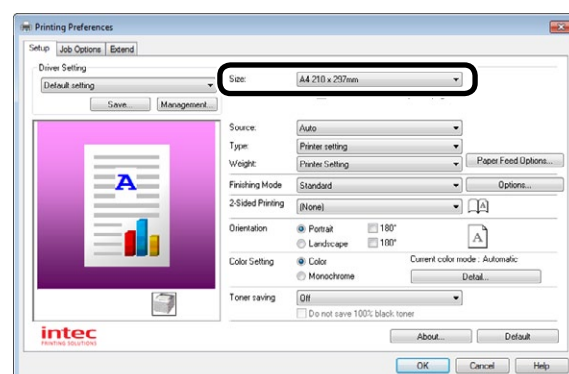 Printing Preferences
Setup Job Options Extend
Driver Setting
Default setting
Save... Management...
Size: A4 210 x 297mm
Source: Auto
Type: Printer setting
Weight: Printer Setting Paper Feed Options...
Finishing Mode Standard Options...
2-Sided Printing (None) A
Orientation Portrait 180°
Landscape 180° A
Color Setting Color Current color mode : Automatic
Monochrome Detail...
Toner saving Off
Do not save 100% black toner
A
intec
PRINTING SOLUTIONS
About... Default
OK Cancel Help